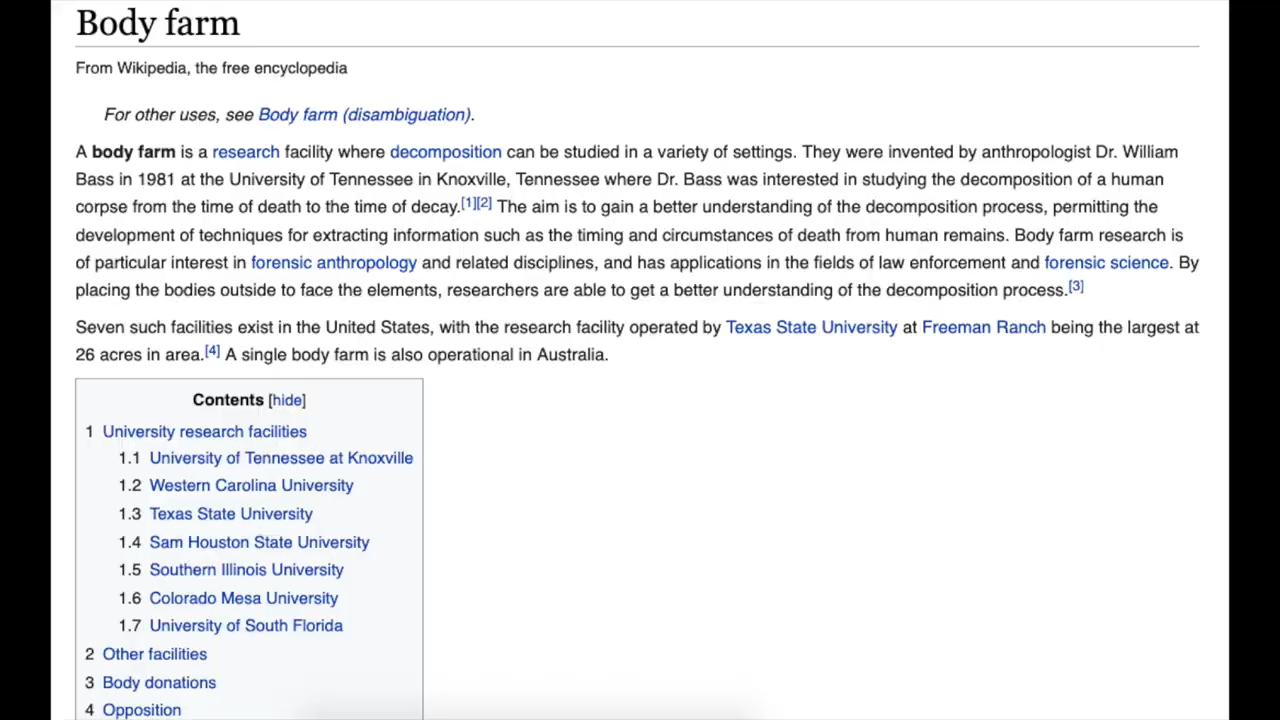 Body farm
From Wikipedia, the free encyclopedia
For other uses, see Body farm (disambiguation).
A body farm is a research facility where decomposition can be studied in a variety of settings. They were invented by anthropologist Dr. William
Bass in 1981 at the University of Tennessee in Knoxville, Tennessee where Dr. Bass was interested in studying the decomposition of a human
corpse from the time of death to the time of decay.[1][2] The aim is to gain a better understanding of the decomposition process, permitting the
development of techniques for extracting information such as the timing and circumstances of death from human remains. Body farm research is
of particular interest in forensic anthropology and related disciplines, and has applications in the fields of law enforcement and forensic science. By
placing the bodies outside to face the elements, researchers are able to get a better understanding of the decomposition process.[3]
Seven such facilities exist in the United States, with the research facility operated by Texas State University at Freeman Ranch being the largest at
26 acres in area.[4] A single body farm is also operational in Australia.
Contents [hide]
1 University research facilities
1.1 University of Tennessee at Knoxville
1.2 Western Carolina University
1.3 Texas State University
1.4 Sam Houston State University
1.5 Southern Illinois University
1.6 Colorado Mesa University
1.7 University of South Florida
2 Other facilities
3 Body donations
4 Opposition